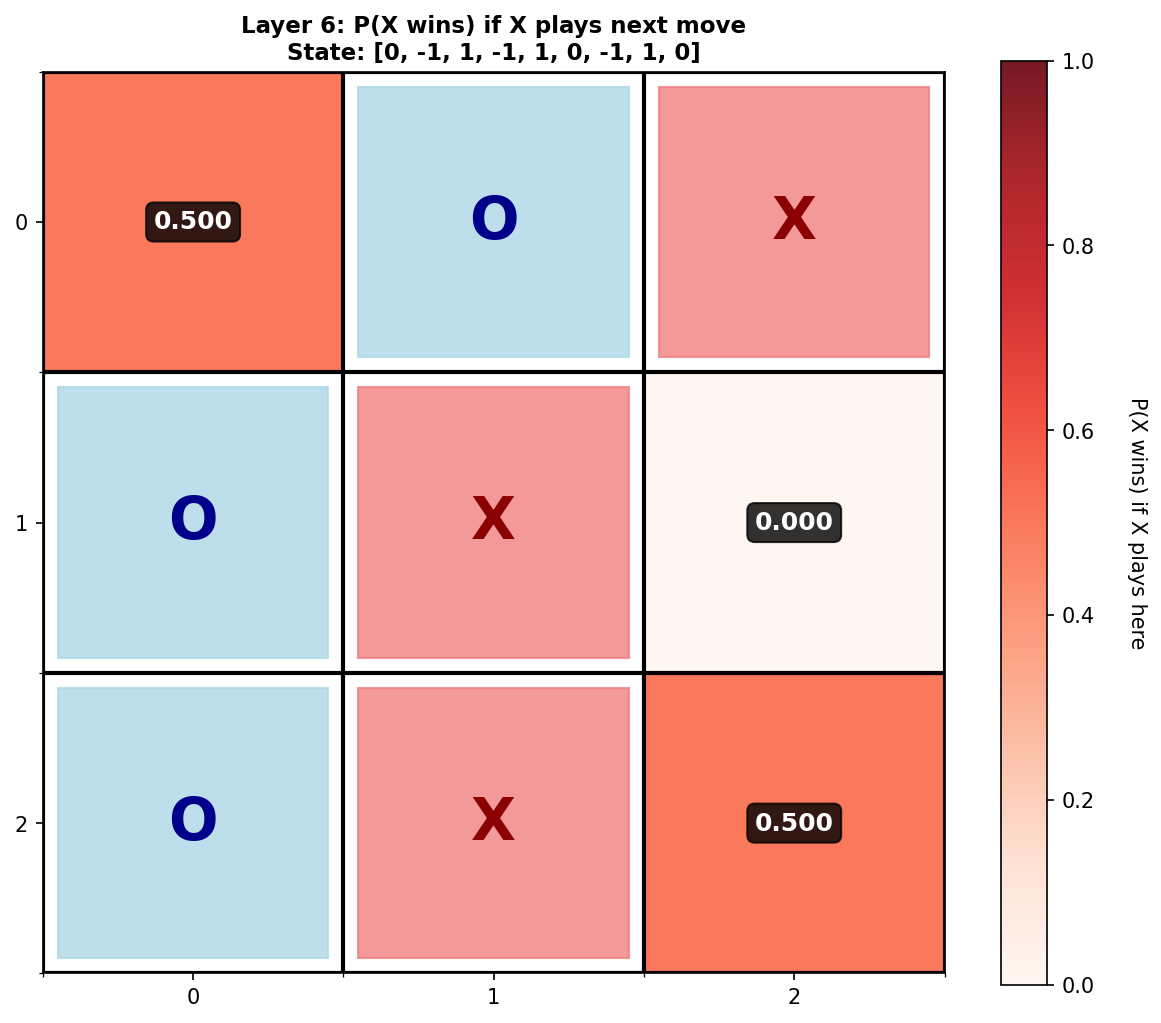 Layer 6: P(X wins) if X plays next move
State: [0, -1, 1, -1, 1, 0, -1, 1, 0]
0
0.500
O
X
1
O
X
0.000
2
O
X
0.500
0
1
2
1.0
0.8
0.6
0.4
0.2
0.0
P(X wins) if X plays here